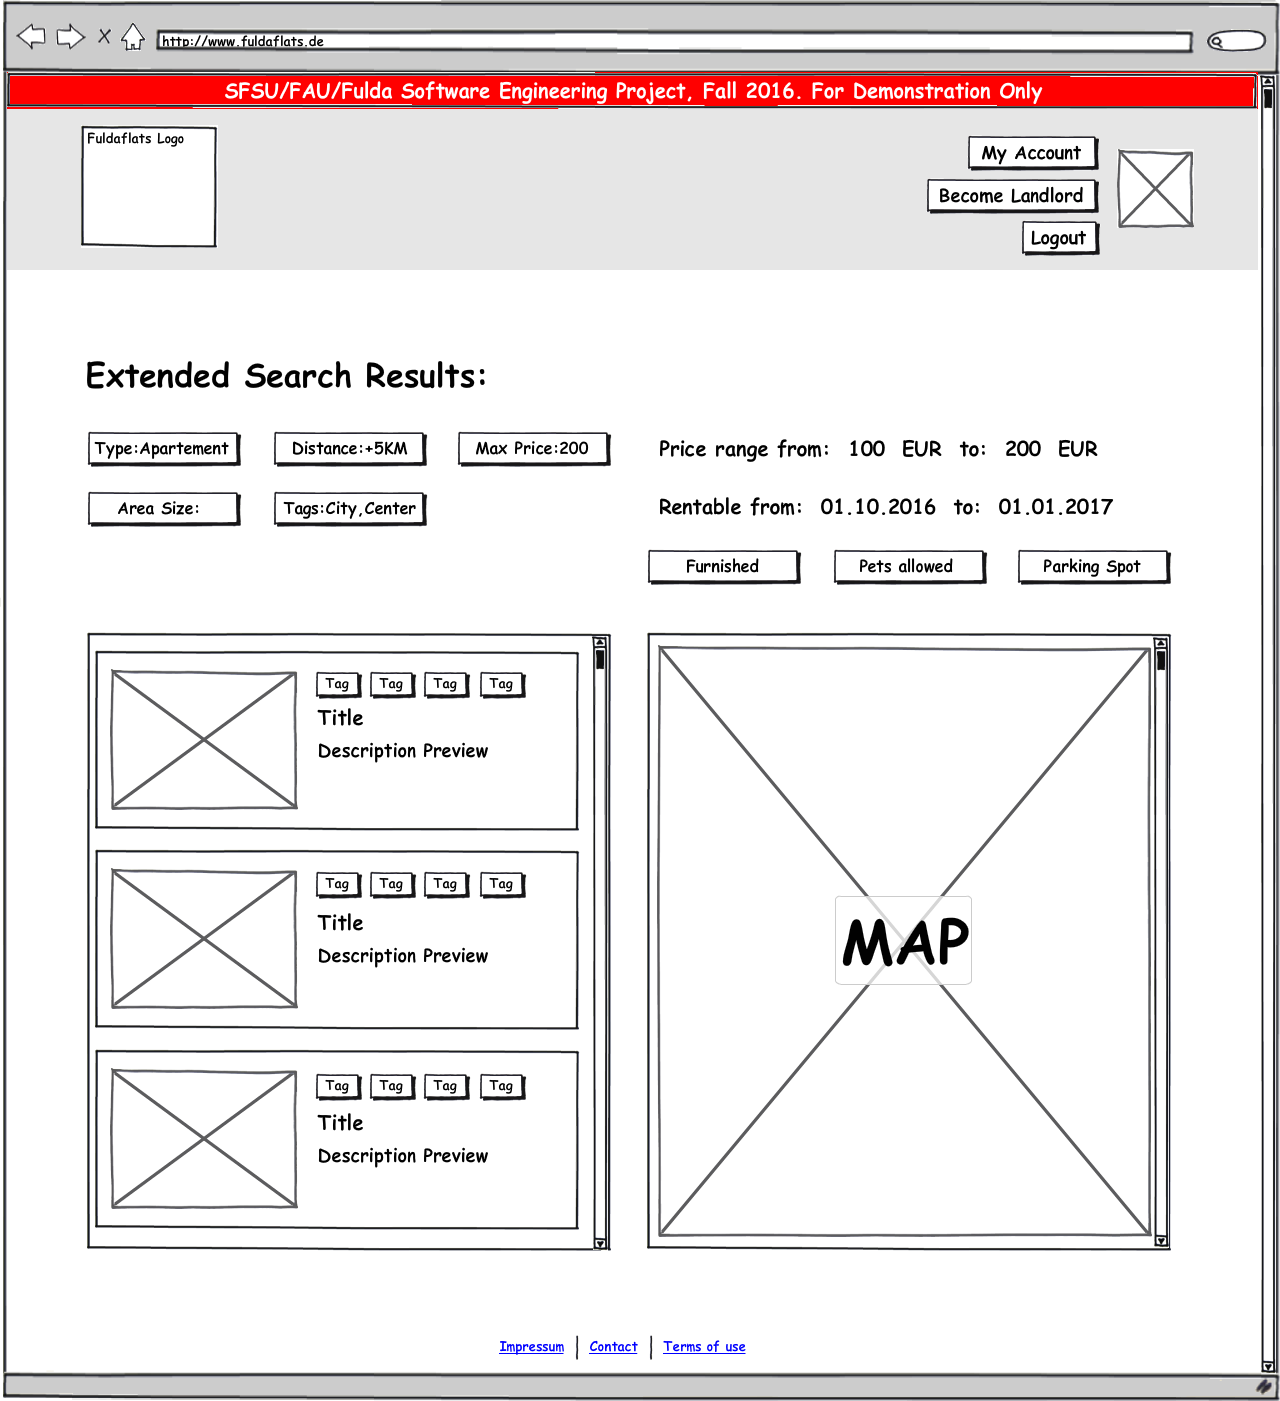 http://www.fuldaflats.de
SFSU/FAU/Fulda Software Engineering Project, Fall 2016. For Demonstration Only
Fuldaflats Logo
My Account
Become Landlord
Logout
Extended Search Results:
Type:Apartement Distance:+5KM Max Price:200 Price range from: 100 EUR to: 200 EUR
Area Size: Tags:City,Center Rentable from: 01.10.2016 to: 01.01.2017
Furnished Pets allowed Parking Spot
Tag Tag Tag Tag
Title
Description Preview
Tag Tag Tag Tag
Title
Description Preview
MAP
Tag Tag Tag Tag
Title
Description Preview
Impressum Contact Terms of use